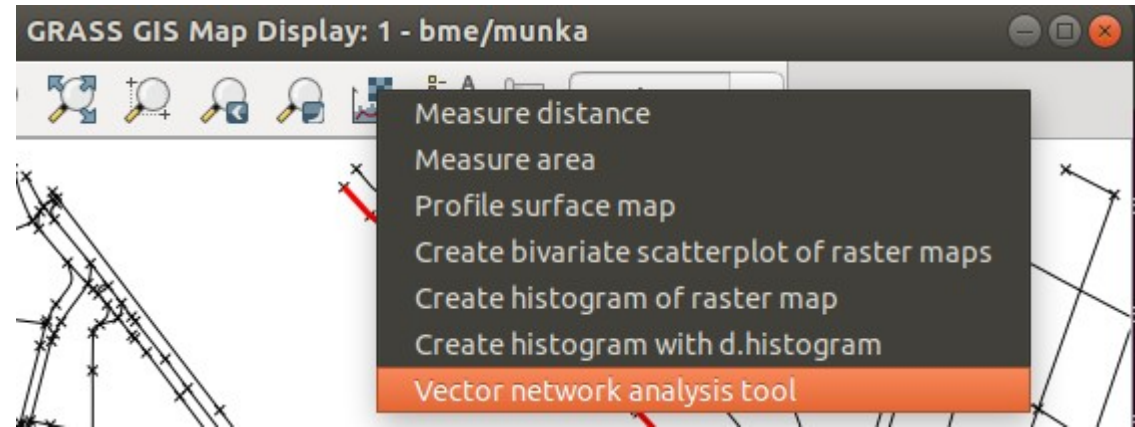 GRASS GIS Map Display: 1 - bme/munka
Measure distance
Measure area
Profile surface map
Create bivariate scatterplot of raster maps
Create histogram of raster map
Create histogram with d.histogram
Vector network analysis tool